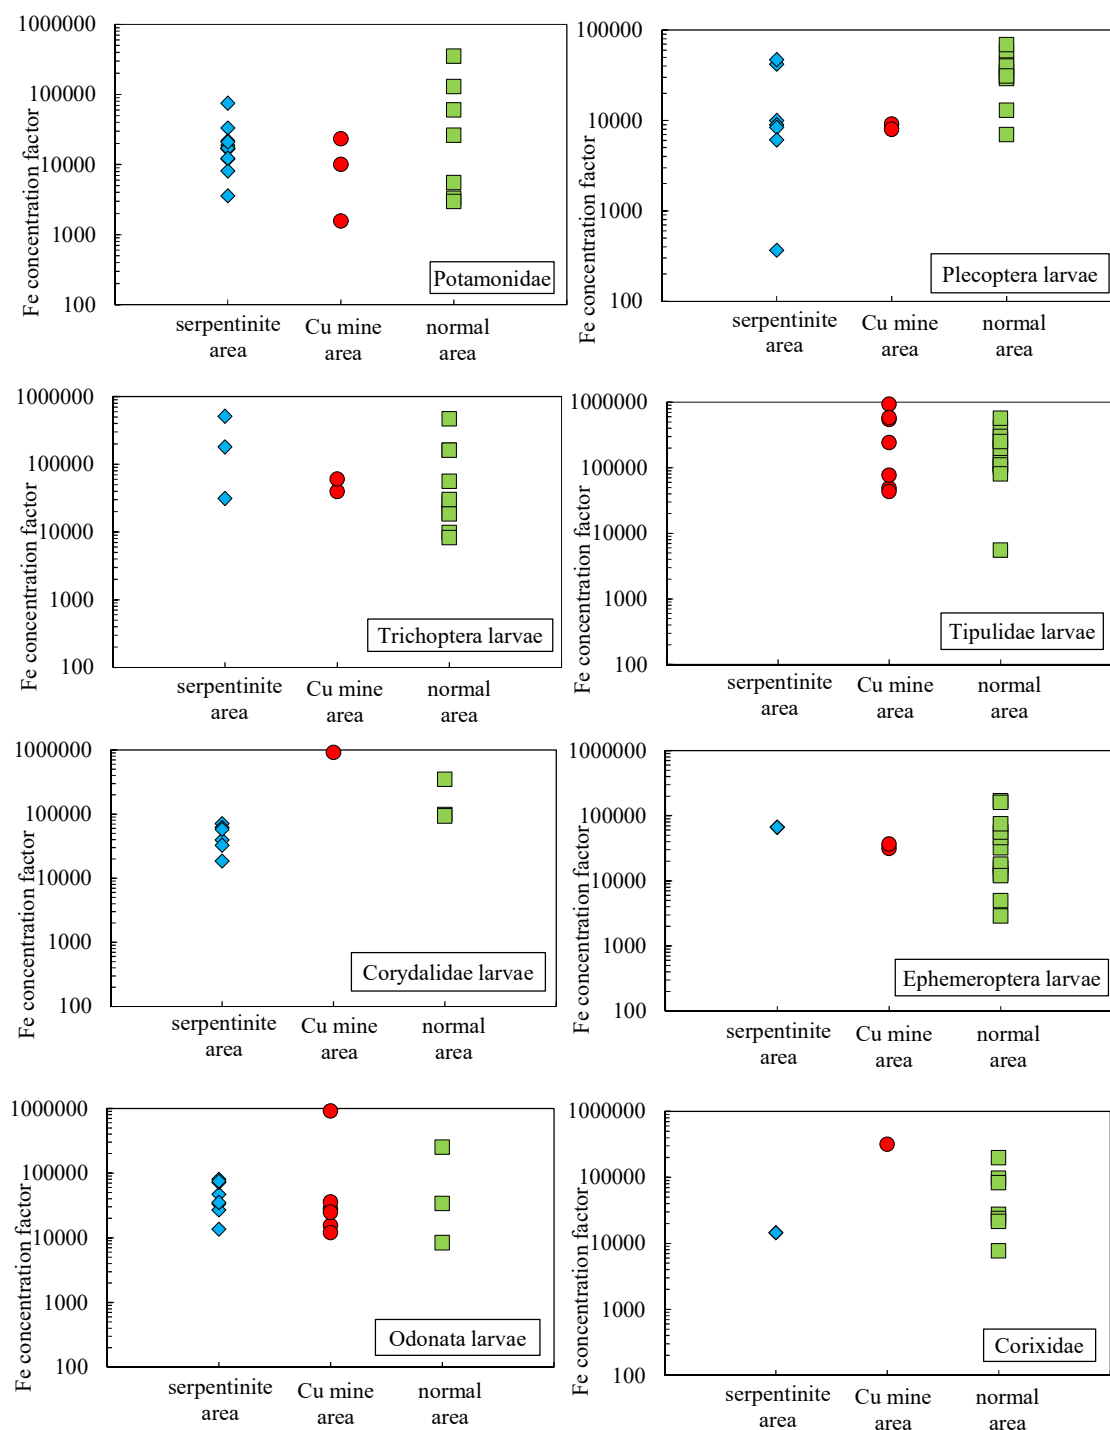 Fe concentration factor
1000000
100000
10000
1000
100
Potamonidae
serpentinite
area
Cu mine
area
normal
area
Fe concentration factor
100000
10000
1000
100
Plecoptera larvae
serpentinite
area
Cu mine
area
normal
area
Fe concentration factor
1000000
100000
10000
1000
100
Trichoptera larvae
serpentinite
area
Cu mine
area
normal
area
Fe concentration factor
1000000
100000
10000
1000
100
Tipulidae larvae
serpentinite
area
Cu mine
area
normal
area
Fe concentration factor
1000000
100000
10000
1000
100
Corydalidae larvae
serpentinite
area
Cu mine
area
normal
area
Fe concentration factor
1000000
100000
10000
1000
100
Ephemeroptera larvae
serpentinite
area
Cu mine
area
normal
area
Fe concentration factor
1000000
100000
10000
1000
100
Odonata larvae
serpentinite
area
Cu mine
area
normal
area
Fe concentration factor
1000000
100000
10000
1000
100
Corixidae
serpentinite
area
Cu mine
area
normal
area